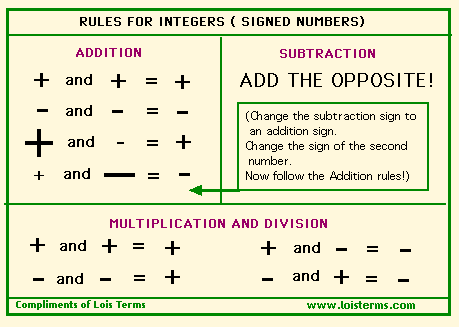 RULES FOR INTEGERS ( SIGNED NUMBERS)
ADDITION
+ and + = +
- and - = -
+ and - = +
+ and - = -
SUBTRACTION
ADD THE OPPOSITE!
(Change the subtraction sign to
an addition sign.
Change the sign of the second
number.
Now follow the Addition rules!)
MULTIPLICATION AND DIVISION
+ and + = +
- and - = +
+ and - = -
- and + = -
Compliments of Lois Terms
www.loisterms.com